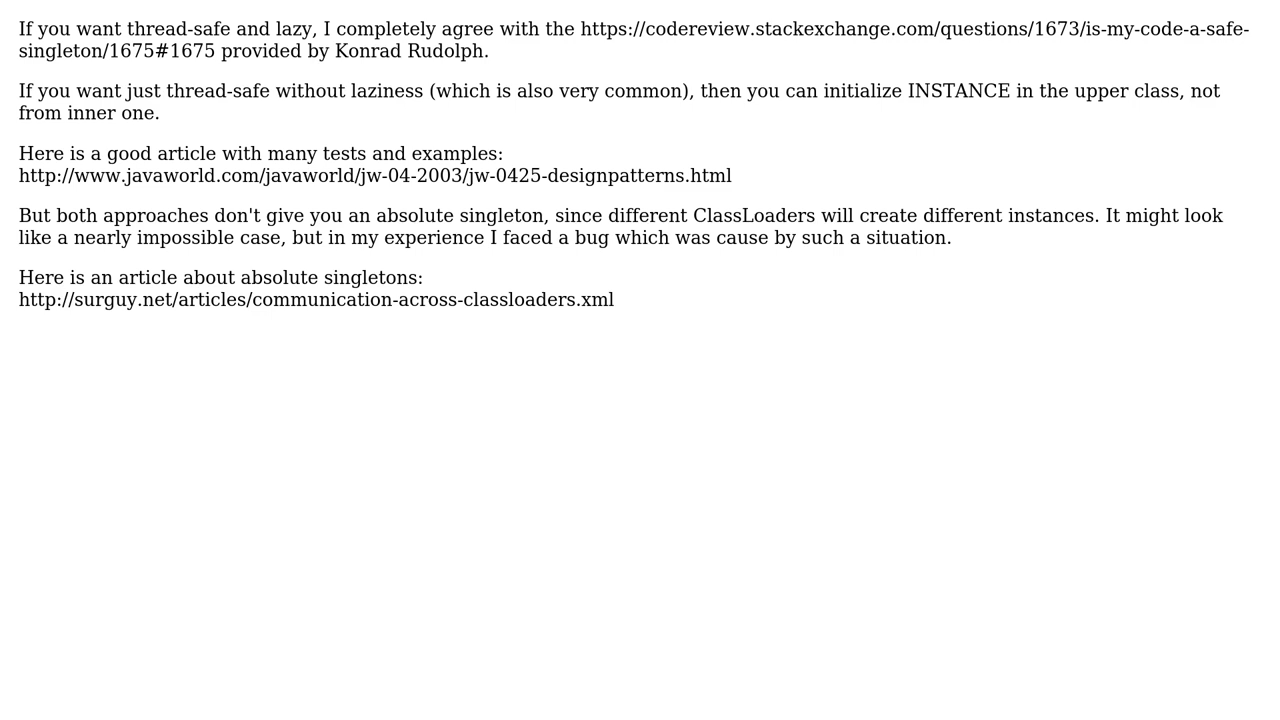 If you want thread-safe and lazy, I completely agree with the https://codereview.stackexchange.com/questions/1673/is-my-code-a-safe-
singleton/1675#1675 provided by Konrad Rudolph.
If you want just thread-safe without laziness (which is also very common), then you can initialize INSTANCE in the upper class, not
from inner one.
Here is a good article with many tests and examples:
http://www.javaworld.com/javaworld/jw-04-2003/jw-0425-designpatterns.html
But both approaches don't give you an absolute singleton, since different ClassLoaders will create different instances. It might look
like a nearly impossible case, but in my experience I faced a bug which was cause by such a situation.
Here is an article about absolute singletons:
http://surguy.net/articles/communication-across-classloaders.xml